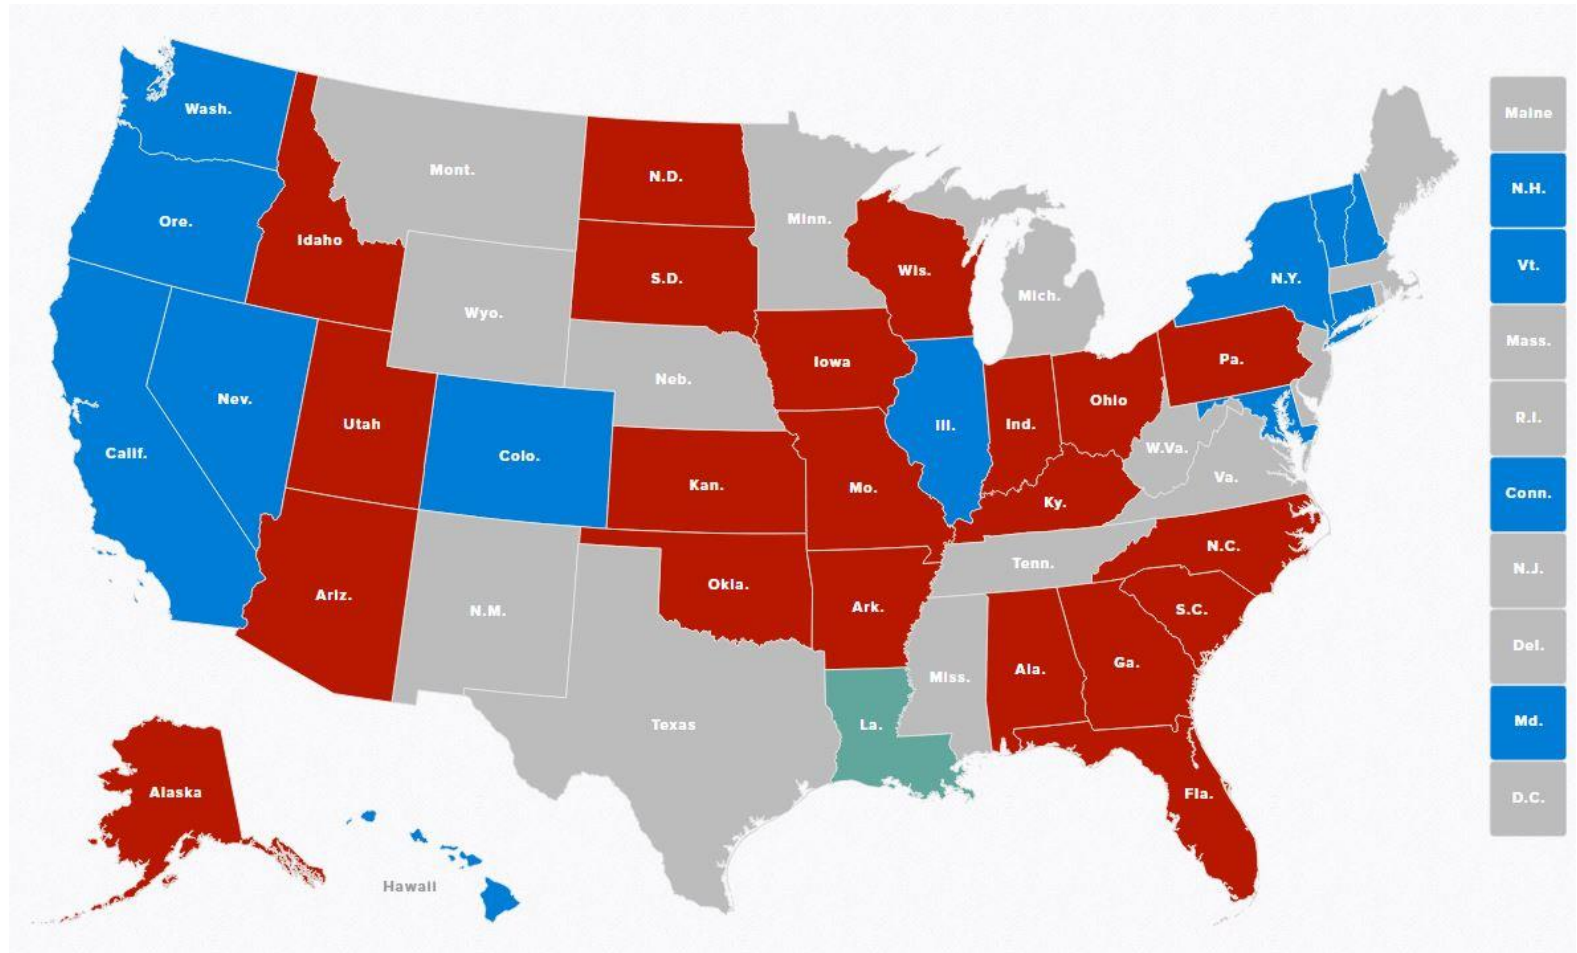 Wash.
Mont.
N.D.
Minn.
Ore.
Idaho
S.D.
Wis.
Mich.
N.Y.
Wyo.
Iowa
Pa.
Neb.
Nev.
Utah
Colo.
Ill.
Ind.
Ohio
Calif.
Kan.
Mo.
W.Va.
Va.
Ky.
N.C.
Ariz.
N.M.
Okla.
Ark.
Tenn.
S.C.
Texas
La.
Miss.
Ala.
Ga.
Alaska
Fla.
Hawaii
Maine
N.H.
Vt.
Mass.
R.I.
Conn.
N.J.
Del.
Md.
D.C.